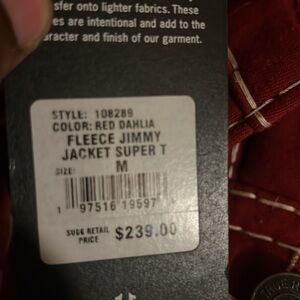 sfer onto lighter fabrics. These
es are intentional and add to the
aracter and finish of our garment.
STYLE: 108289
COLOR: RED DAHLIA
FLEECE JIMMY
JACKET SUPER T
SIZE: M
1 97516 19597
SUGG RETAIL
PRICE $239.00